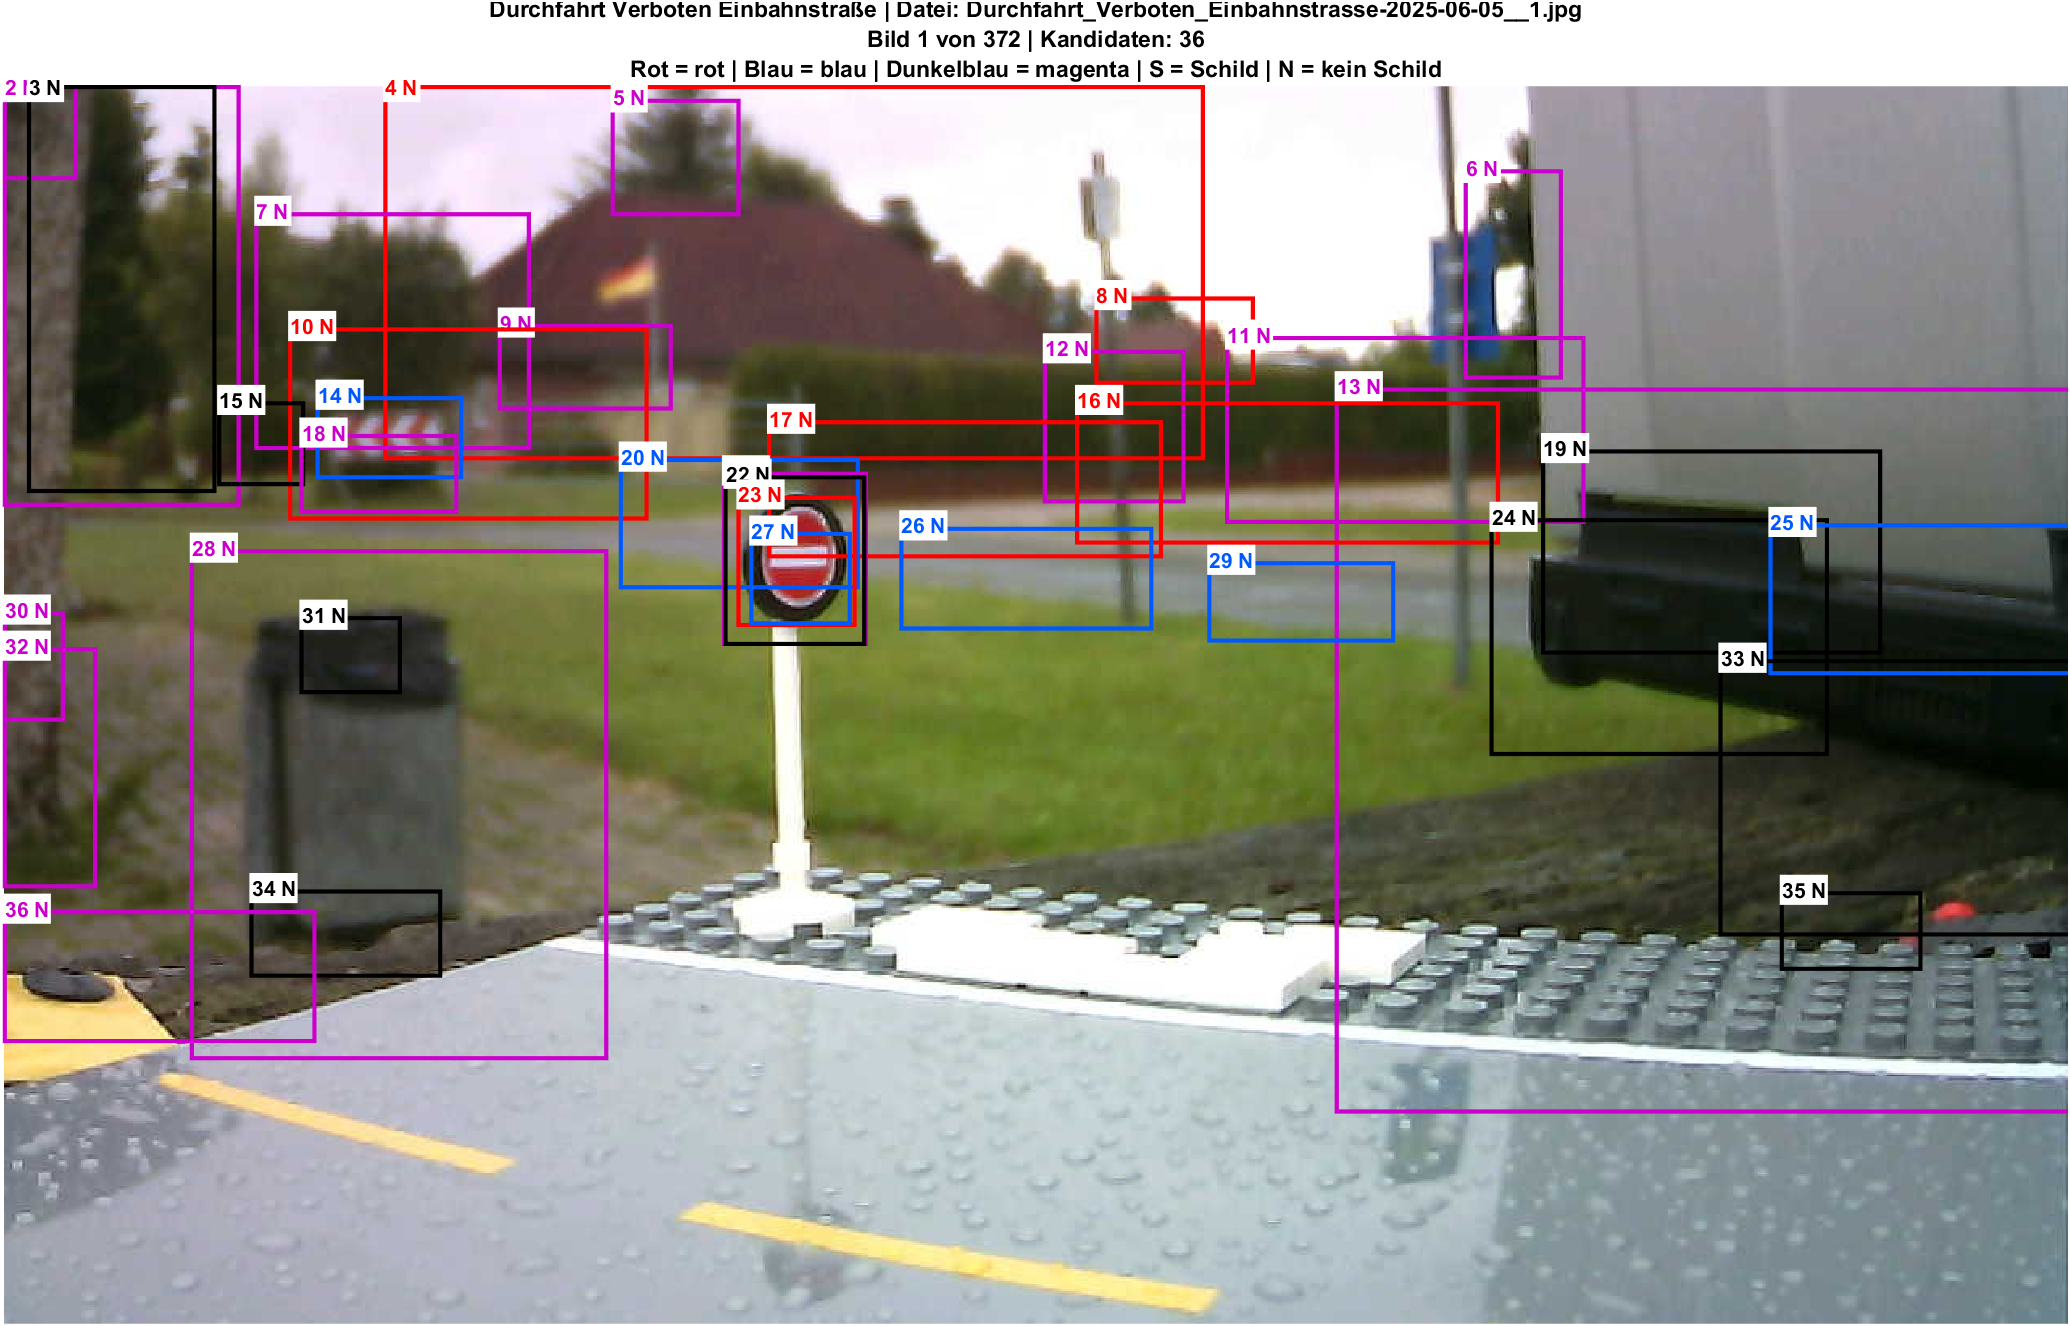 Durchfahrt Verboten Einbahnstraße | Datei: Durchfahrt_Verboten_Einbahnstrasse-2025-06-05__1.jpg
Bild 1 von 372 | Kandidaten: 36
Rot = rot | Blau = blau | Dunkelblau = magenta | S = Schild | N = kein Schild
2
3 N
4 N
5 N
6 N
7 N
8 N
9 N
10 N
11 N
12 N
13 N
14 N
15 N
16 N
17 N
18 N
19 N
20 N
22 N
23 N
24 N
25 N
26 N
27 N
28 N
29 N
30 N
31 N
32 N
33 N
34 N
35 N
36 N